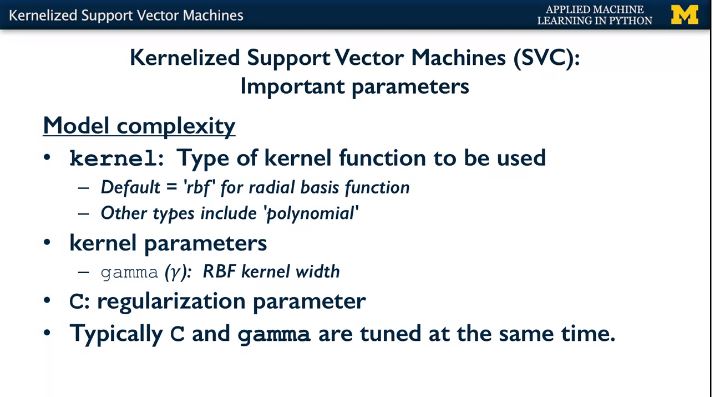 Kernelized Support Vector Machines
APPLIED MACHINE
LEARNING IN PYTHON
M
Kernelized Support Vector Machines (SVC):
Important parameters
Model complexity
• kernel: Type of kernel function to be used
– Default = 'rbf' for radial basis function
– Other types include 'polynomial'
• kernel parameters
– gamma (γ): RBF kernel width
• C: regularization parameter
• Typically C and gamma are tuned at the same time.